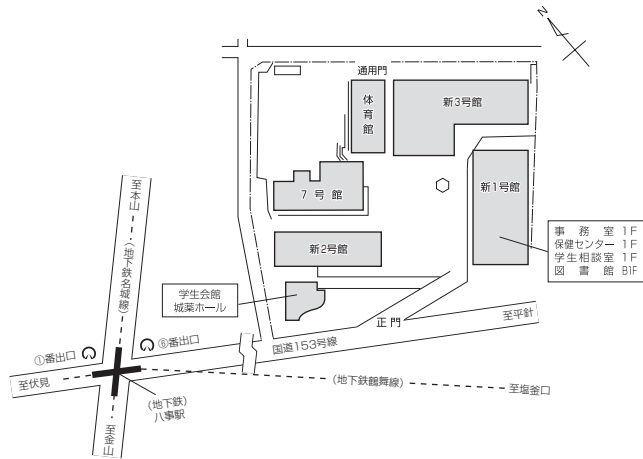 N
通用門
体育館
新3号館
7号館
新1号館
新2号館
事務室 1F
保健センター 1F
学生相談室 1F
図書館 B1F
学生会館
城薬ホール
正門
至平針
国道153号線
至本山
(地下鉄名城線)
①番出口
⑥番出口
至伏見
(地下鉄)
八事駅
至金山
(地下鉄鶴舞線)
至塩釜口